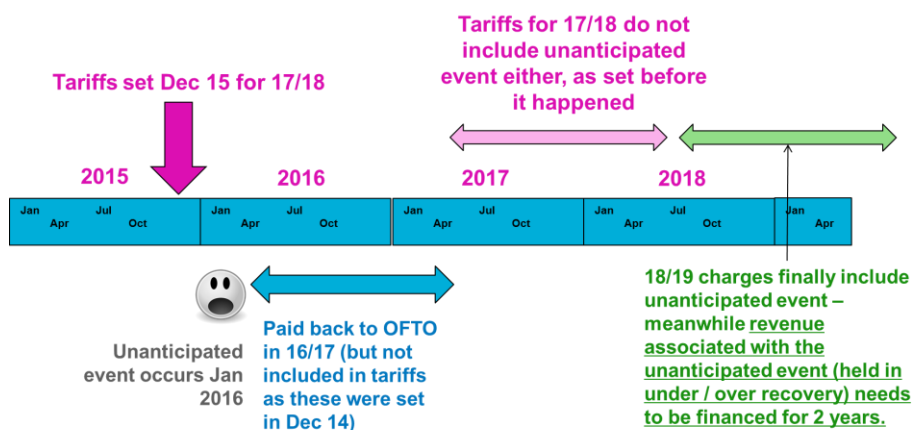 Tariffs for 17/18 do not
include unanticipated
event either, as set before
it happened
Tariffs set Dec 15 for 17/18
2015
2016
2017
2018
Jan Apr Jul Oct
Jan Apr Jul Oct
Jan Apr Jul Oct
Jan Apr Jul Oct
Jan Apr
Unanticipated
event occurs Jan
2016
Paid back to OFTO
in 16/17 (but not
included in tariffs
as these were set
in Dec 14)
18/19 charges finally include
unanticipated event –
meanwhile revenue
associated with the
unanticipated event (held in
under / over recovery) needs
to be financed for 2 years.